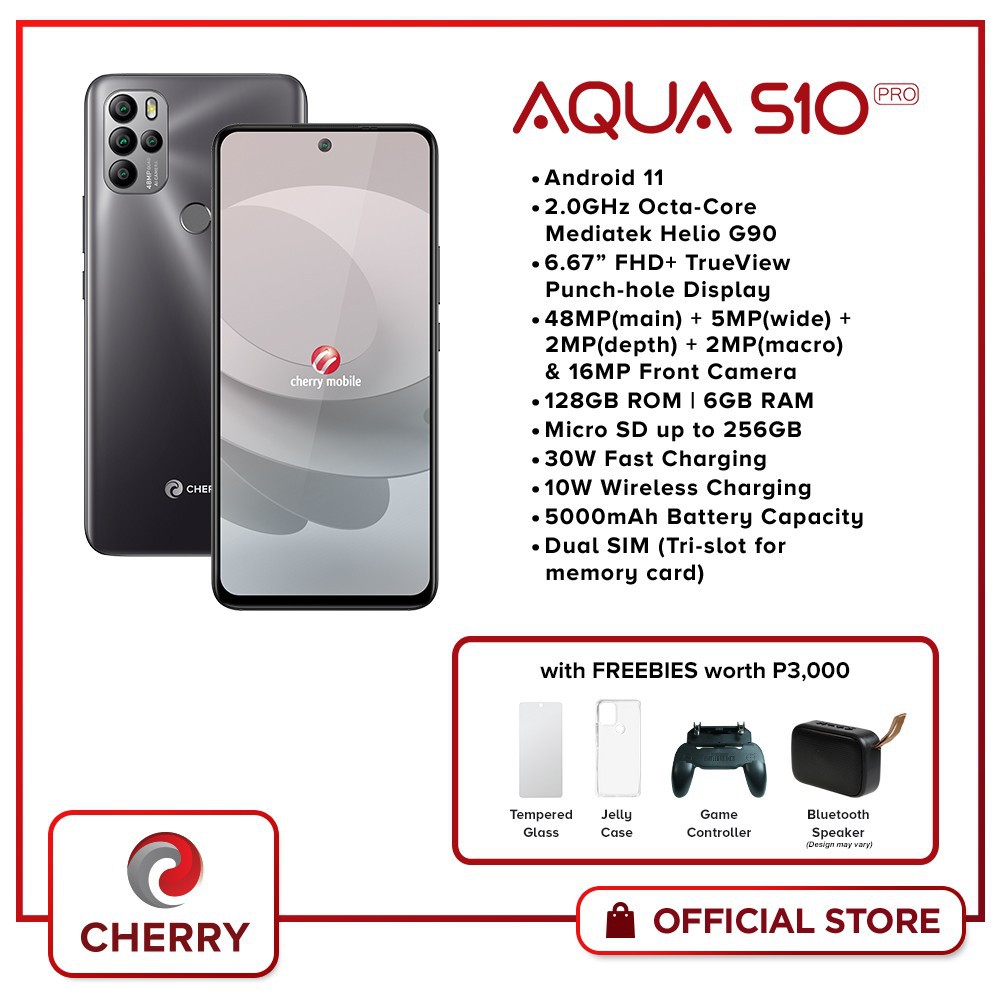 AQUA S10 PRO
• Android 11
• 2.0GHz Octa-Core
Mediatek Helio G90
• 6.67” FHD+ TrueView
Punch-hole Display
• 48MP(main) + 5MP(wide) +
2MP(depth) + 2MP(macro)
& 16MP Front Camera
• 128GB ROM | 6GB RAM
• Micro SD up to 256GB
• 30W Fast Charging
• 10W Wireless Charging
• 5000mAh Battery Capacity
• Dual SIM (Tri-slot for
memory card)
48MP
AI CAMERA
cherry mobile
CHER
with FREEBIES worth P3,000
Tempered
Glass
Jelly
Case
Game
Controller
Bluetooth
Speaker
(Design may vary)
CHERRY
OFFICIAL STORE